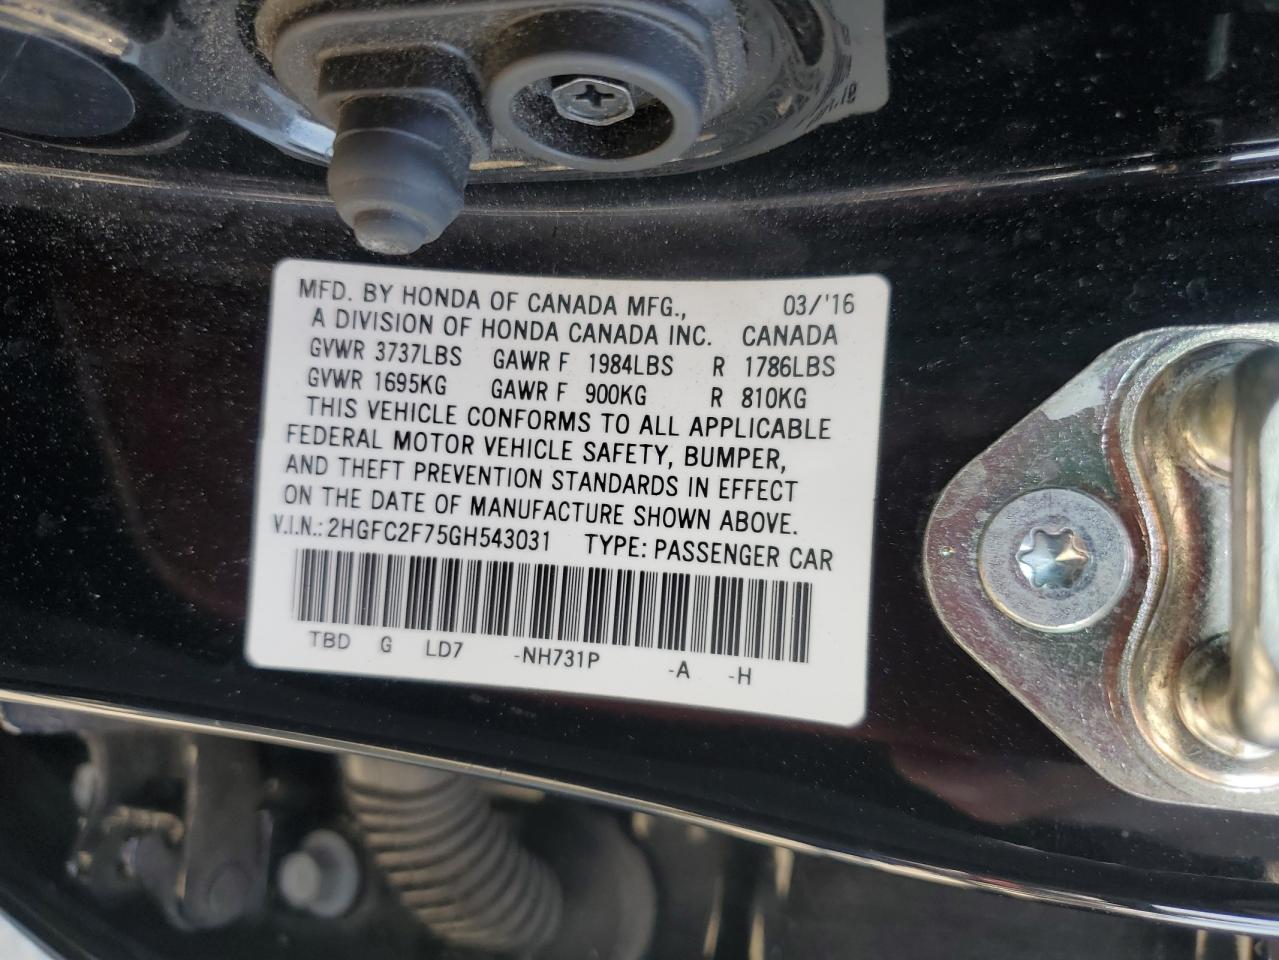 MFD. BY HONDA OF CANADA MFG., 03/'16
A DIVISION OF HONDA CANADA INC. CANADA
GVWR 3737LBS GAWR F 1984LBS R 1786LBS
GVWR 1695KG GAWR F 900KG R 810KG
THIS VEHICLE CONFORMS TO ALL APPLICABLE
FEDERAL MOTOR VEHICLE SAFETY, BUMPER,
AND THEFT PREVENTION STANDARDS IN EFFECT
ON THE DATE OF MANUFACTURE SHOWN ABOVE.
V.I.N.: 2HGFC2F75GH543031 TYPE: PASSENGER CAR
TBD G LD7 -NH731P -A -H